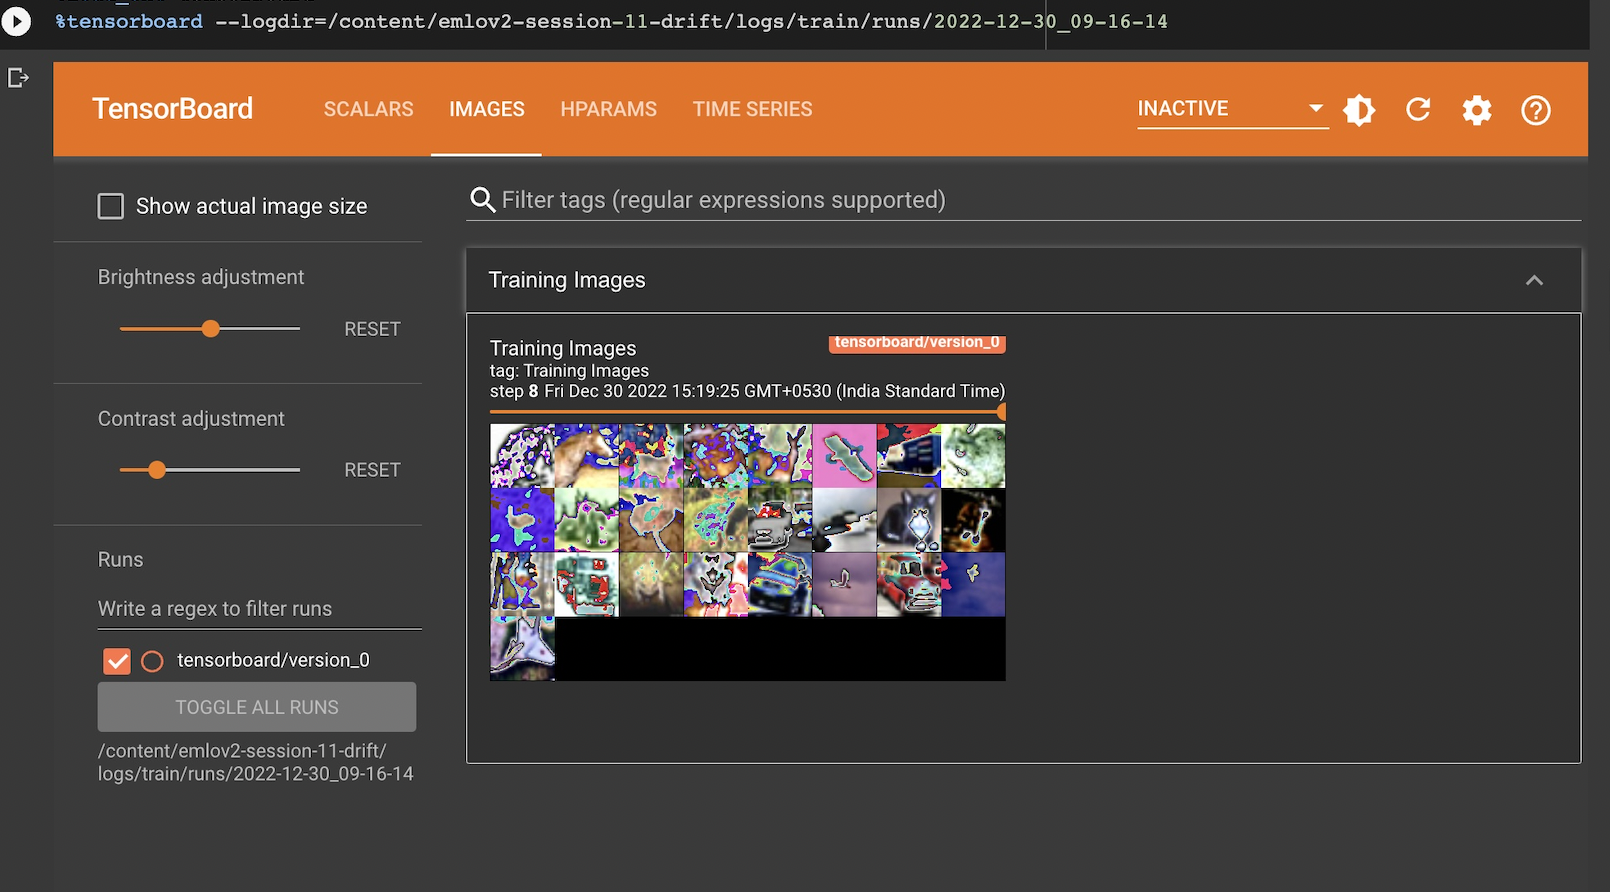 %tensorboard --logdir=/content/emlov2-session-11-drift/logs/train/runs/2022-12-30_09-16-14
TensorBoard
SCALARS
IMAGES
HPARAMS
TIME SERIES
INACTIVE
Show actual image size
Filter tags (regular expressions supported)
Brightness adjustment
RESET
Training Images
Contrast adjustment
RESET
Training Images
tensorboard/version_0
tag: Training Images
step 8 Fri Dec 30 2022 15:19:25 GMT+0530 (India Standard Time)
Runs
Write a regex to filter runs
tensorboard/version_0
TOGGLE ALL RUNS
/content/emlov2-session-11-drift/
logs/train/runs/2022-12-30_09-16-14